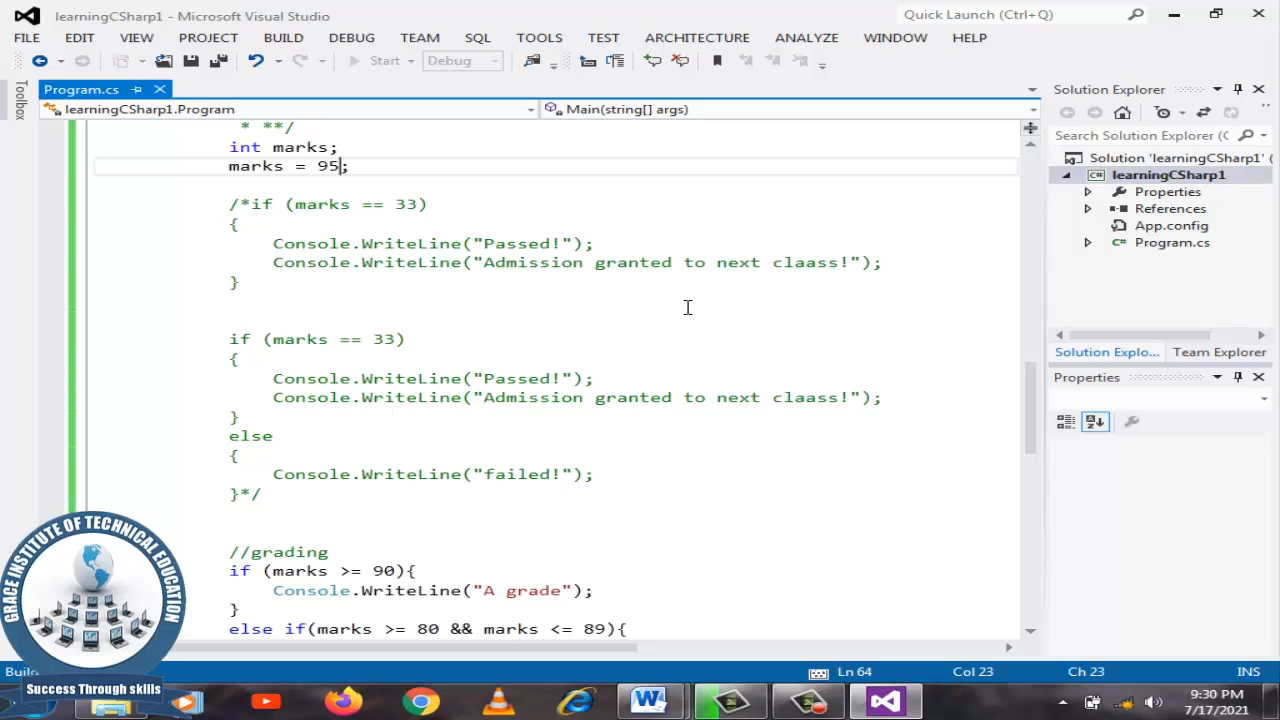 learningCSharp1 - Microsoft Visual Studio
Quick Launch (Ctrl+Q)
FILE EDIT VIEW PROJECT BUILD DEBUG TEAM SQL TOOLS TEST ARCHITECTURE ANALYZE WINDOW HELP
Start Debug
Toolbox
Program.cs
learningCSharp1.Program
Main(string[] args)
* **/
int marks;
marks = 95;
/*if (marks == 33)
{
Console.WriteLine("Passed!");
Console.WriteLine("Admission granted to next claass!");
}
if (marks == 33)
{
Console.WriteLine("Passed!");
Console.WriteLine("Admission granted to next claass!");
}
else
{
Console.WriteLine("failed!");
}*/
//grading
if (marks >= 90){
Console.WriteLine("A grade");
}
else if(marks >= 80 && marks <= 89){
Solution Explorer
Search Solution Explorer (
Solution 'learningCSharp1' (
learningCSharp1
Properties
References
App.config
Program.cs
Solution Explo... Team Explorer
Properties
GRACE INSTITUTE OF TECHNICAL EDUCATION
Success Through skills
Ln 64 Col 23 Ch 23 INS
9:30 PM
7/17/2021